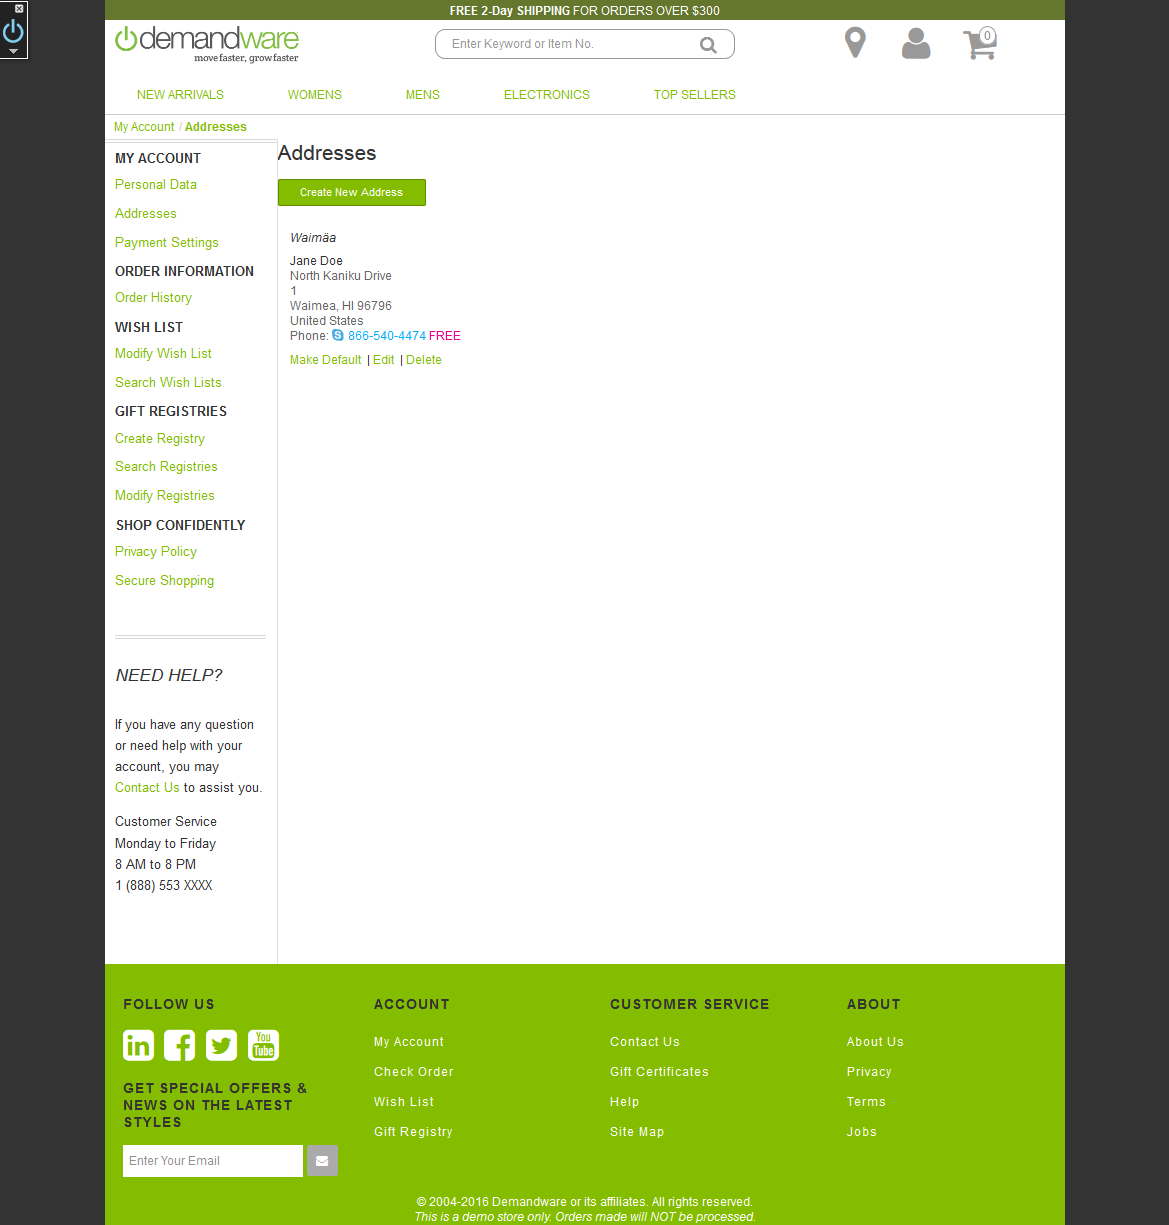 FREE 2-Day SHIPPING FOR ORDERS OVER $300
demandware
move faster, grow faster
Enter Keyword or Item No.
0
NEW ARRIVALS WOMENS MENS ELECTRONICS TOP SELLERS
My Account / Addresses
MY ACCOUNT
Personal Data
Addresses
Payment Settings
ORDER INFORMATION
Order History
WISH LIST
Modify Wish List
Search Wish Lists
GIFT REGISTRIES
Create Registry
Search Registries
Modify Registries
SHOP CONFIDENTLY
Privacy Policy
Secure Shopping
NEED HELP?
If you have any question
or need help with your
account, you may
Contact Us to assist you.
Customer Service
Monday to Friday
8 AM to 8 PM
1 (888) 553 XXXX
Addresses
Create New Address
Waimäa
Jane Doe
North Kaniku Drive
1
Waimea, HI 96796
United States
Phone: 866-540-4474 FREE
Make Default | Edit | Delete
FOLLOW US
in f You Tube
GET SPECIAL OFFERS &
NEWS ON THE LATEST
STYLES
Enter Your Email
ACCOUNT
My Account
Check Order
Wish List
Gift Registry
CUSTOMER SERVICE
Contact Us
Gift Certificates
Help
Site Map
ABOUT
About Us
Privacy
Terms
Jobs
© 2004-2016 Demandware or its affiliates. All rights reserved.
This is a demo store only. Orders made will NOT be processed.